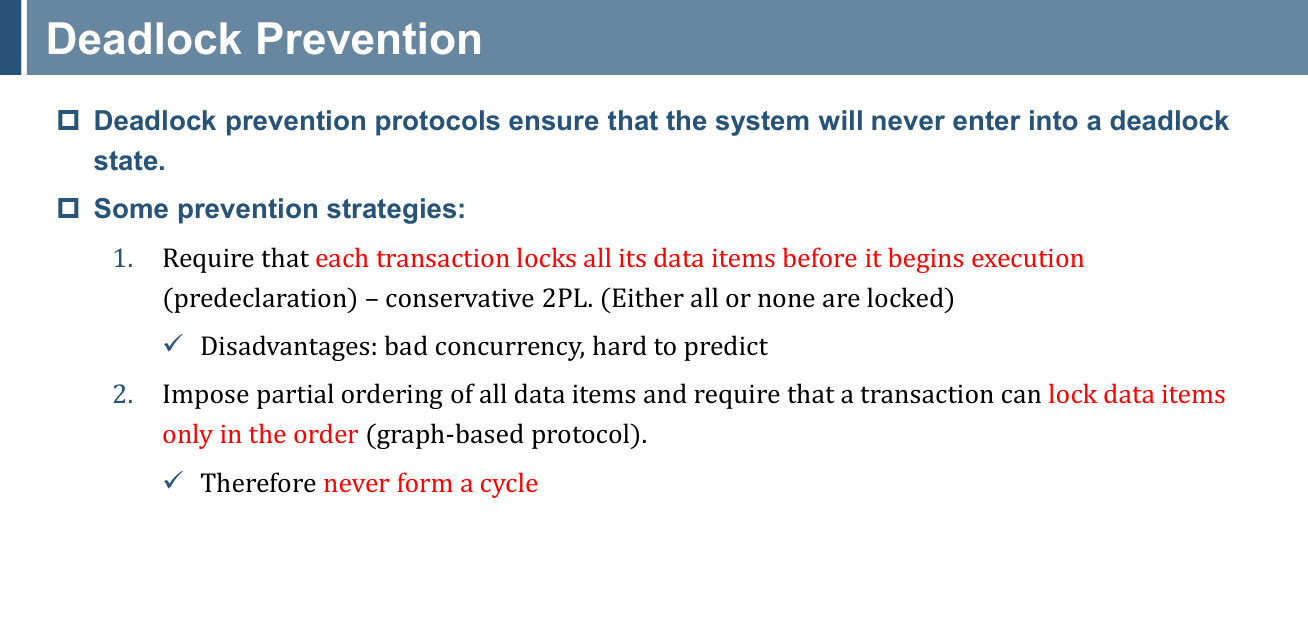 Deadlock Prevention
Deadlock prevention protocols ensure that the system will never enter into a deadlock
state.
Some prevention strategies:
1. Require that each transaction locks all its data items before it begins execution
(predeclaration) – conservative 2PL. (Either all or none are locked)
✓ Disadvantages: bad concurrency, hard to predict
2. Impose partial ordering of all data items and require that a transaction can lock data items
only in the order (graph-based protocol).
✓ Therefore never form a cycle